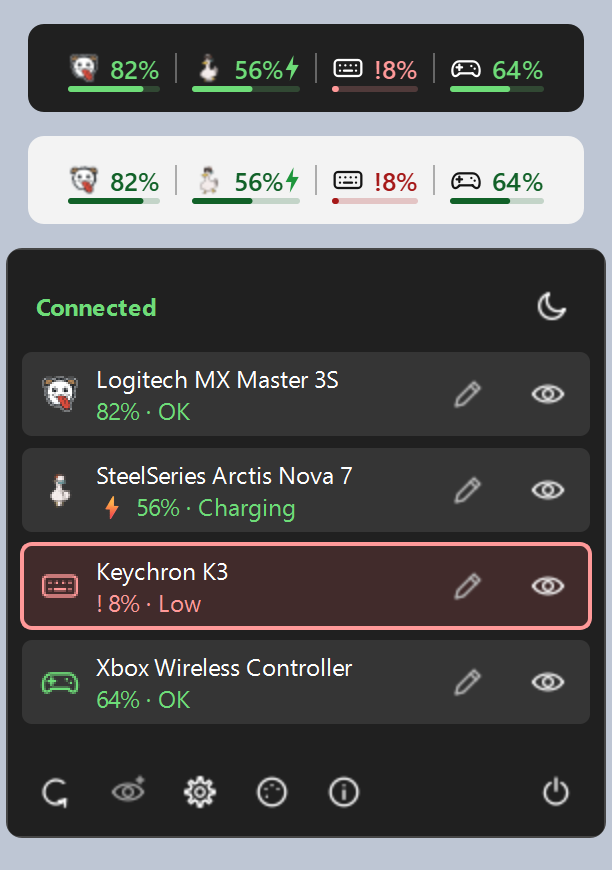 82% 56% !8% 64%
82% 56% !8% 64%
Connected
Logitech MX Master 3S
82% · OK
SteelSeries Arctis Nova 7
56% · Charging
Keychron K3
! 8% · Low
Xbox Wireless Controller
64% · OK